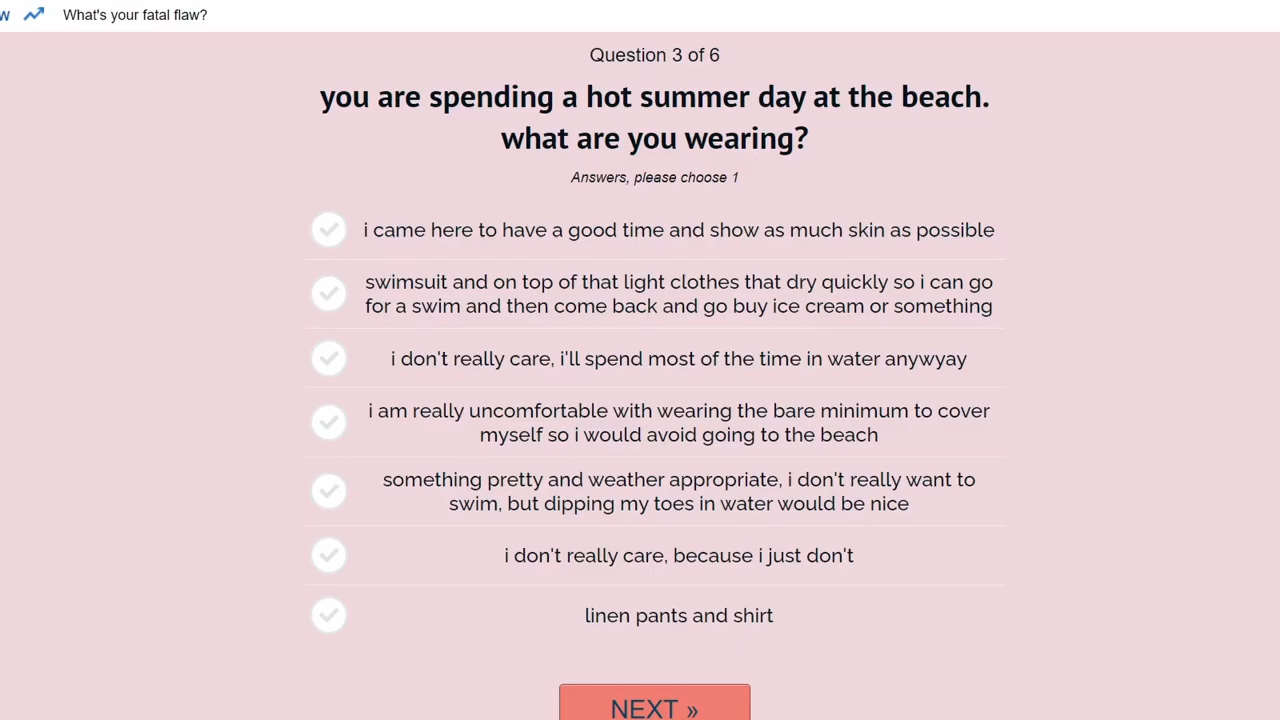 w What's your fatal flaw?
Question 3 of 6
you are spending a hot summer day at the beach.
what are you wearing?
Answers, please choose 1
i came here to have a good time and show as much skin as possible
swimsuit and on top of that light clothes that dry quickly so i can go
for a swim and then come back and go buy ice cream or something
i don't really care, i'll spend most of the time in water anywyay
i am really uncomfortable with wearing the bare minimum to cover
myself so i would avoid going to the beach
something pretty and weather appropriate, i don't really want to
swim, but dipping my toes in water would be nice
i don't really care, because i just don't
linen pants and shirt
NEXT »